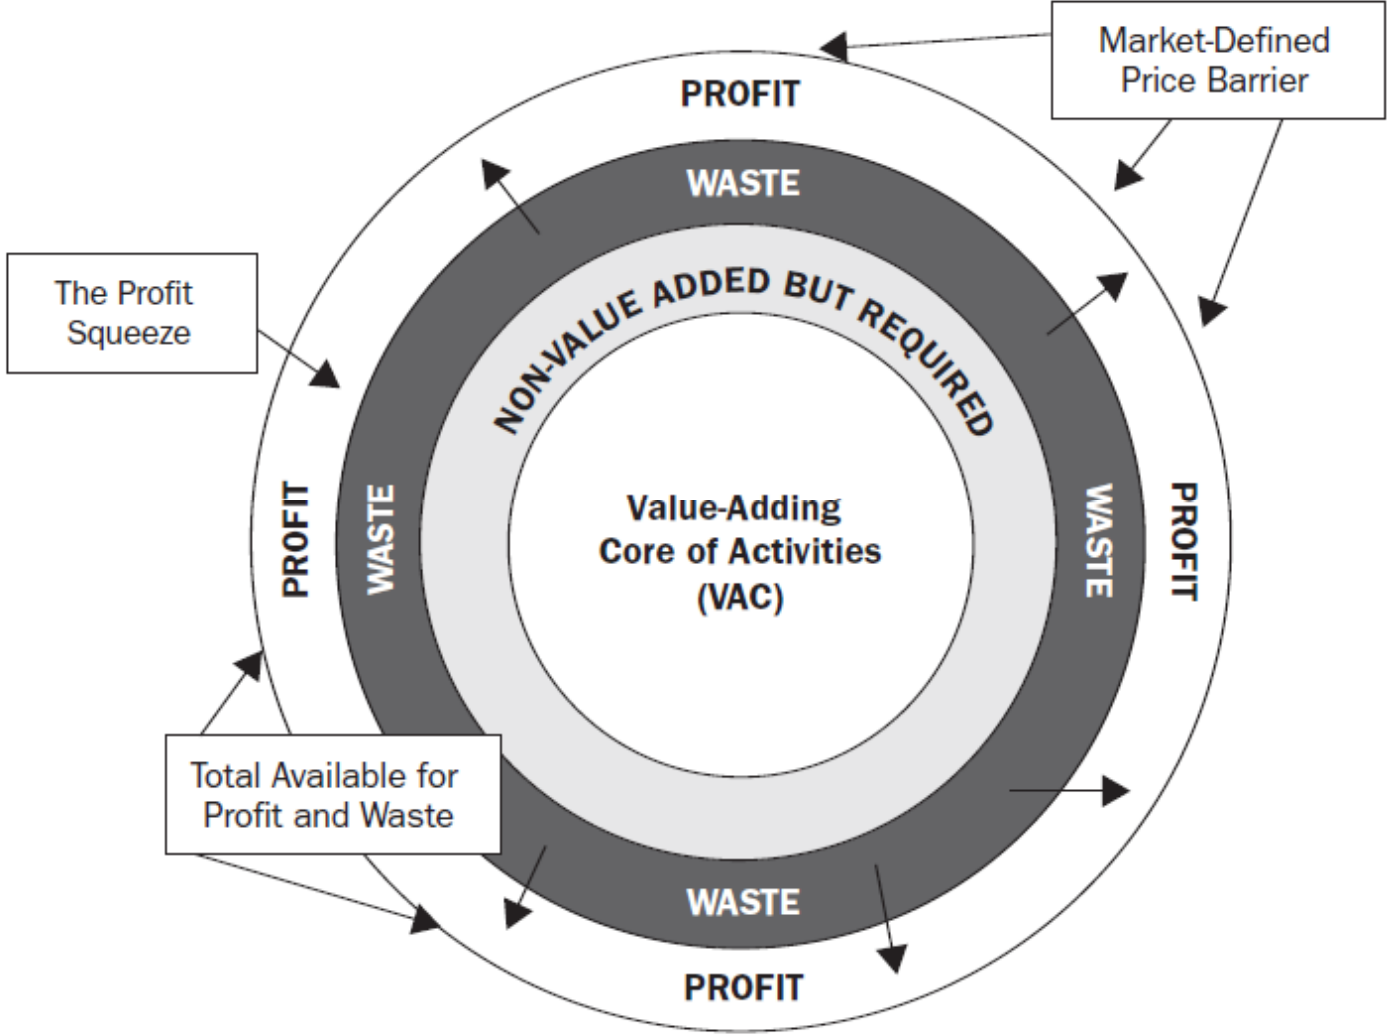 Market-Defined
Price Barrier
PROFIT
WASTE
NON-VALUE ADDED BUT REQUIRED
The Profit
Squeeze
PROFIT
WASTE
Value-Adding
Core of Activities
(VAC)
WASTE
PROFIT
Total Available for
Profit and Waste
WASTE
PROFIT